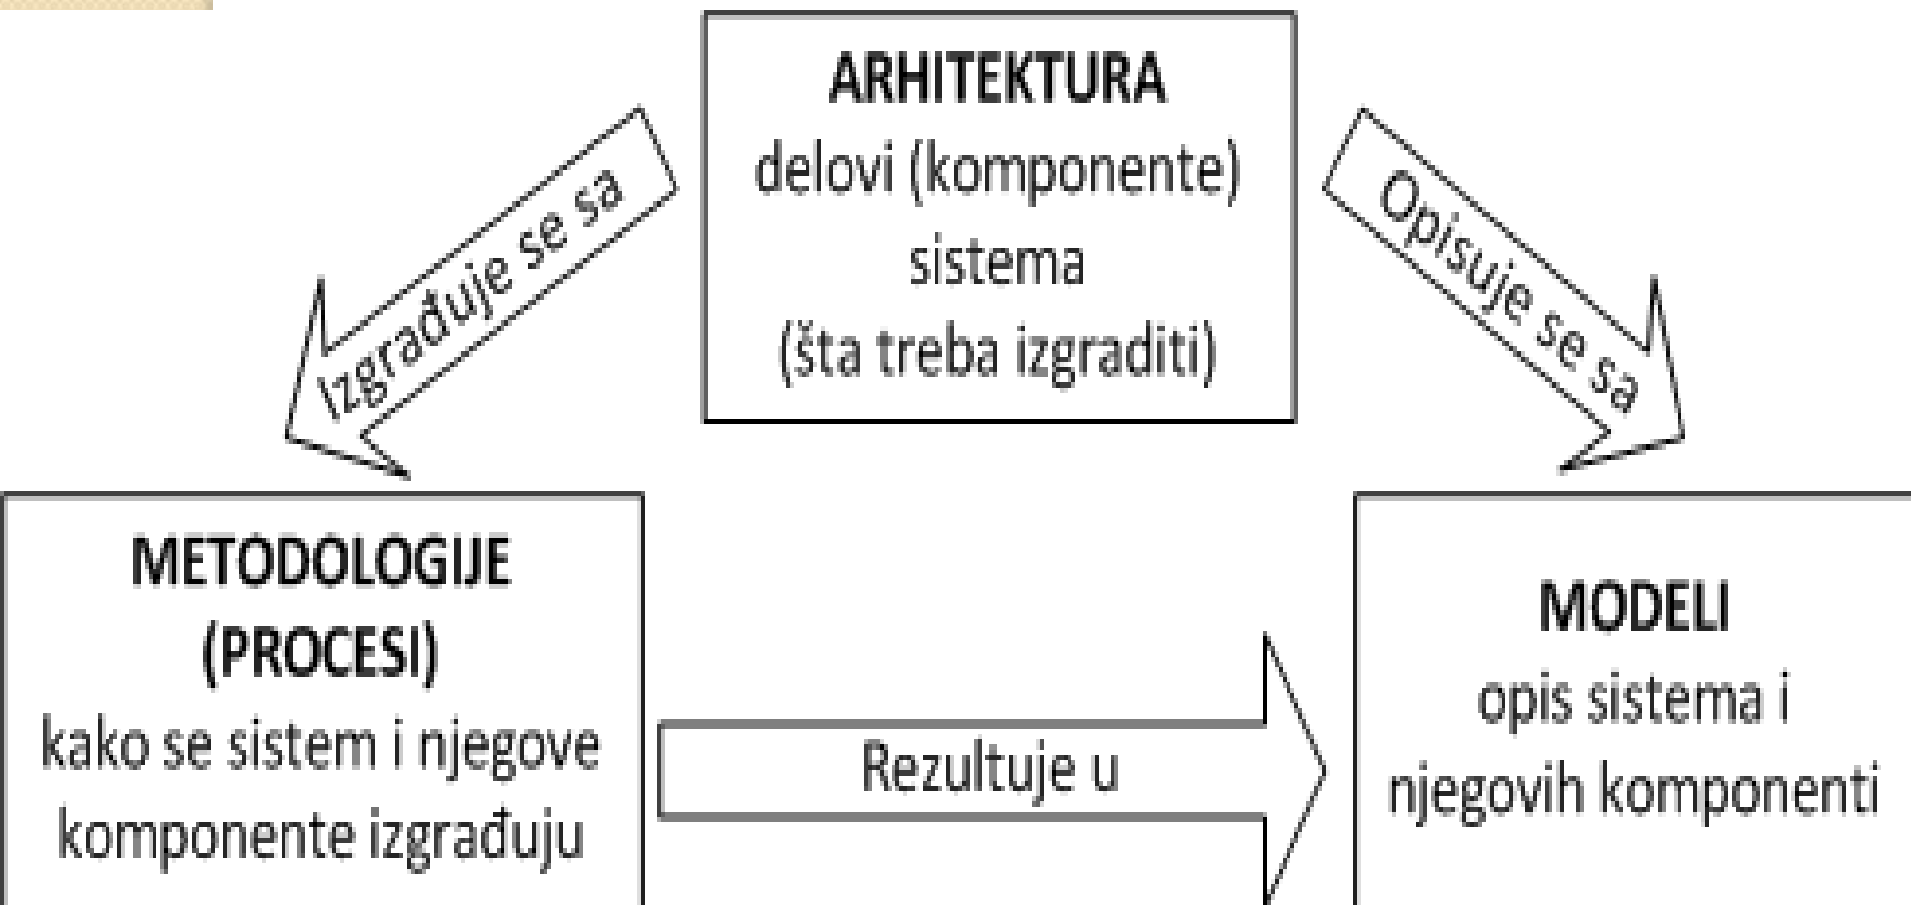 ARHITEKTURA
delovi (komponente)
sistema
(šta treba izgraditi)
Izgrađuje se sa
Opisuje se sa
METODOLOGIJE
(PROCESI)
kako se sistem i njegove
komponente izgrađuju
Rezultuje u
MODELI
opis sistema i
njegovih komponenti